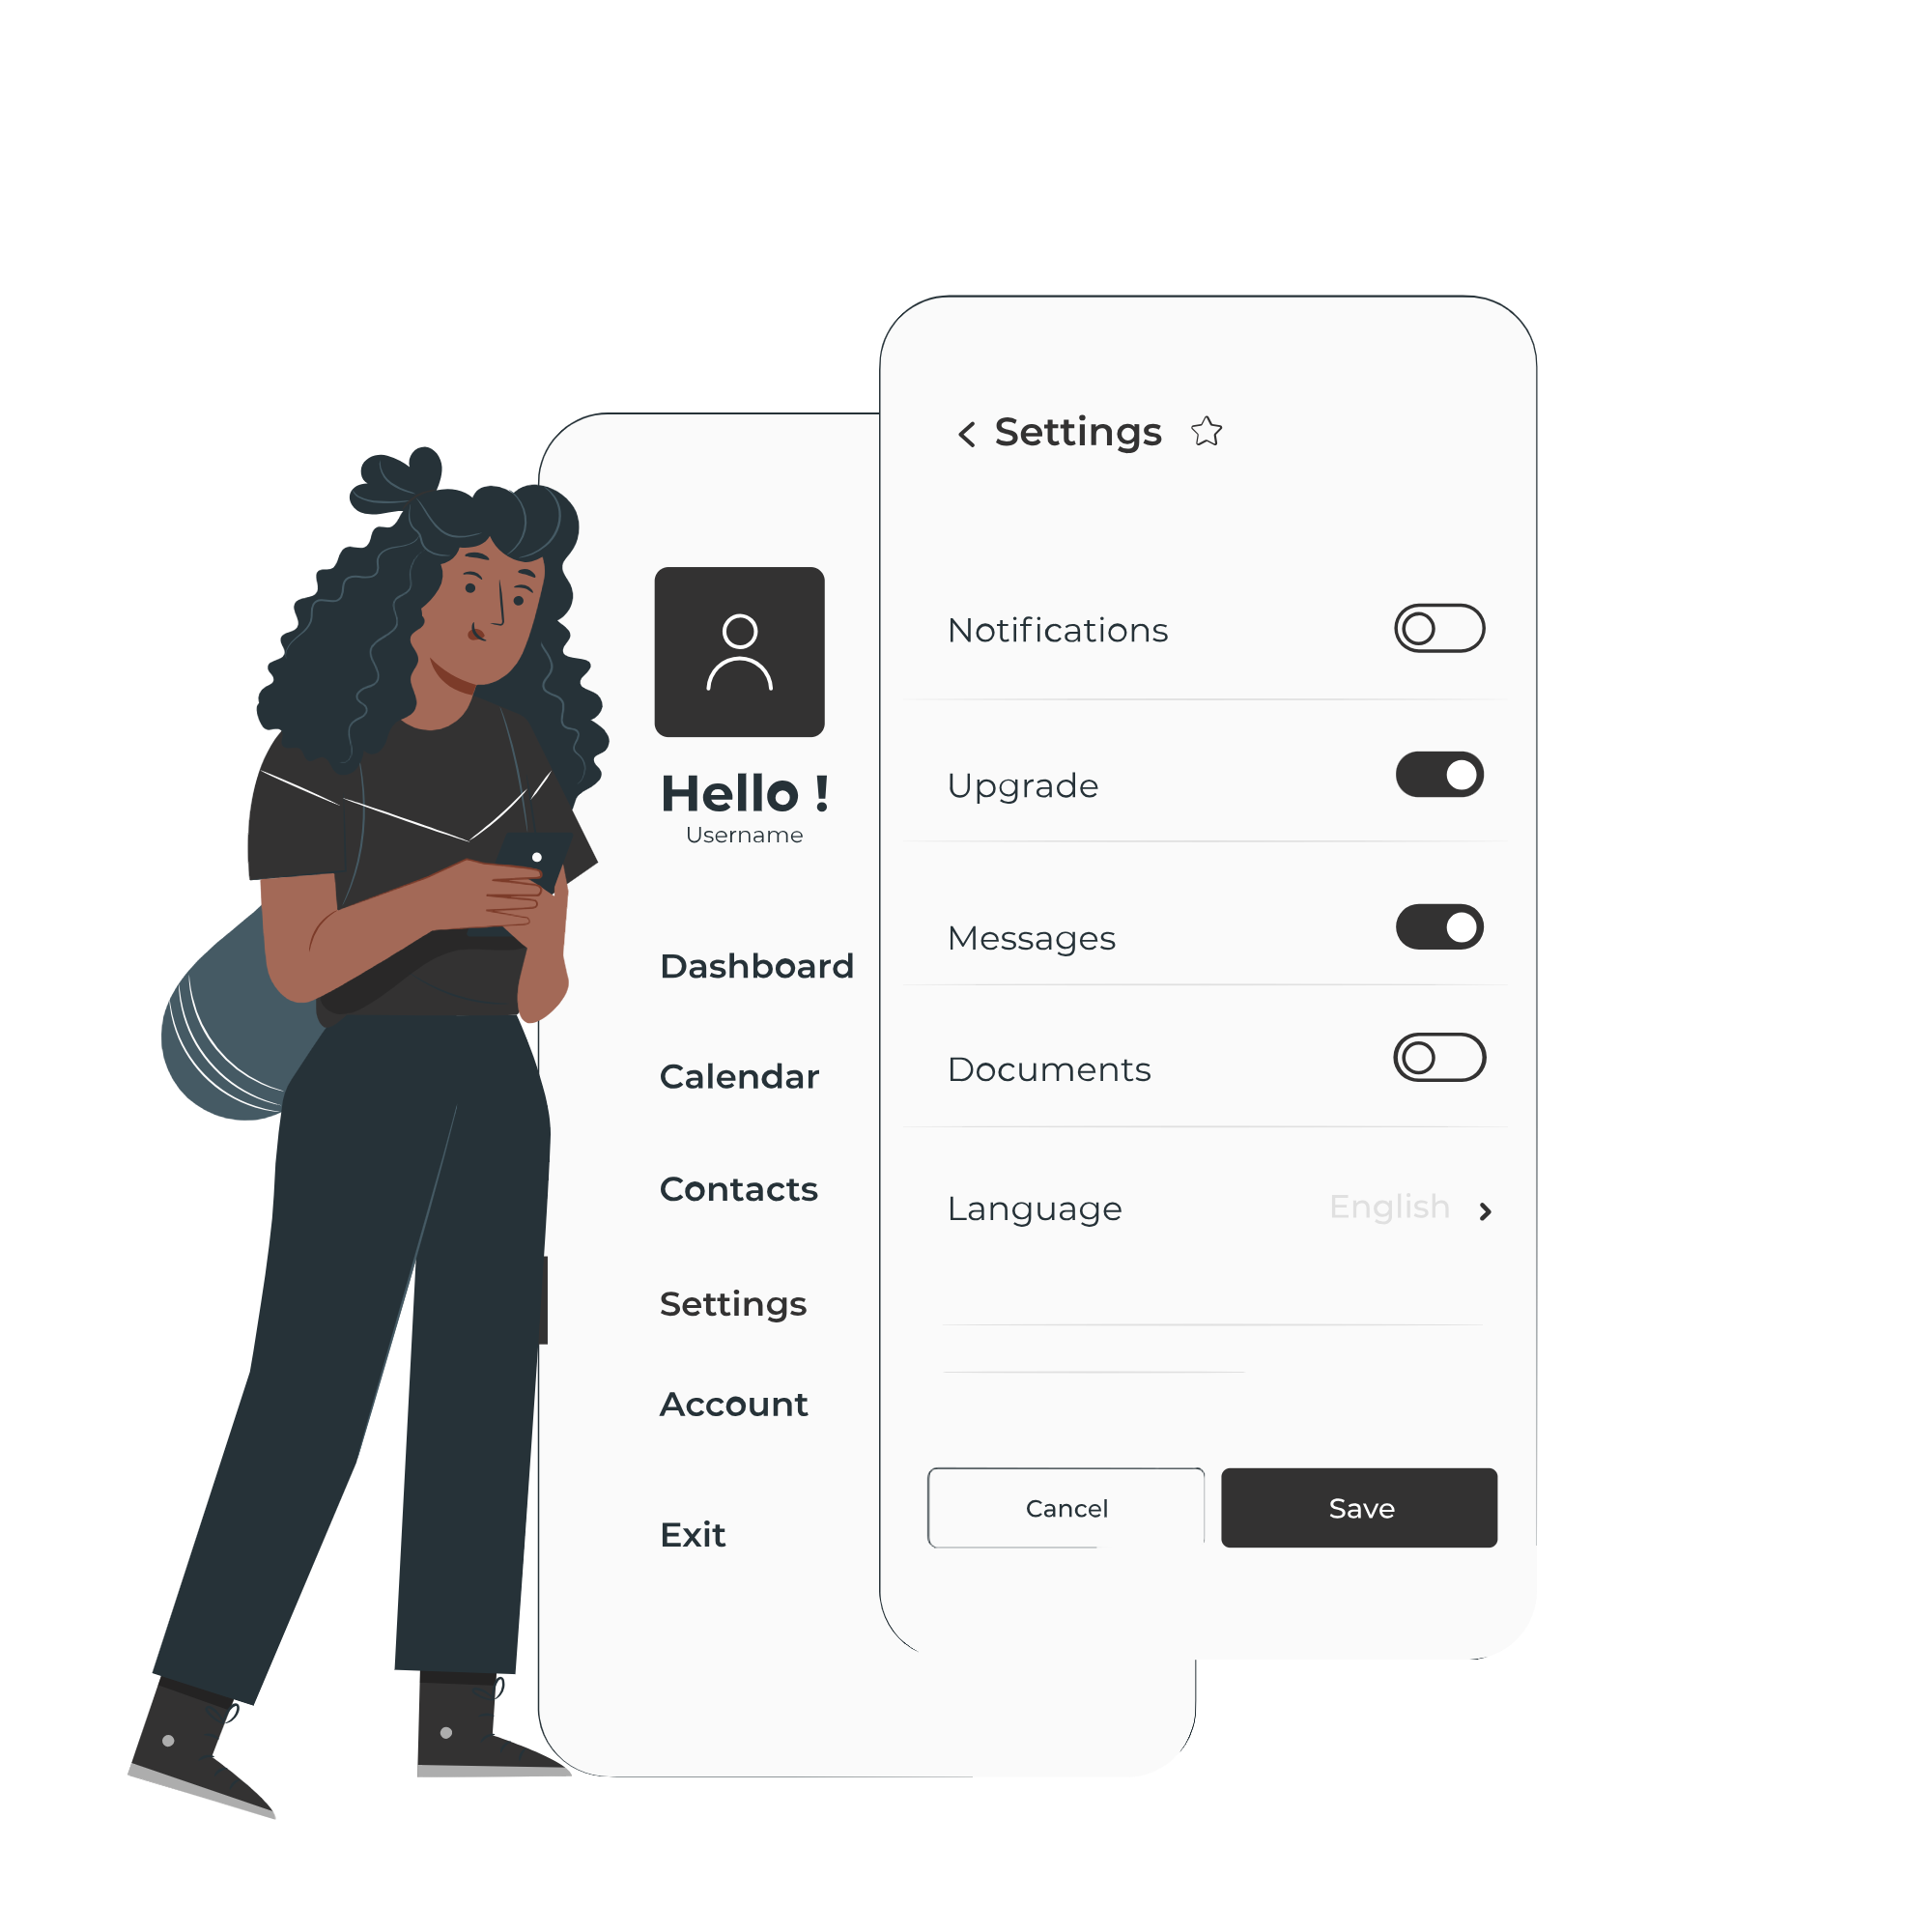 Hello !
Username
Dashboard
Calendar
Contacts
Settings
Account
Exit
Settings
Notifications
Upgrade
Messages
Documents
Language English
Cancel Save